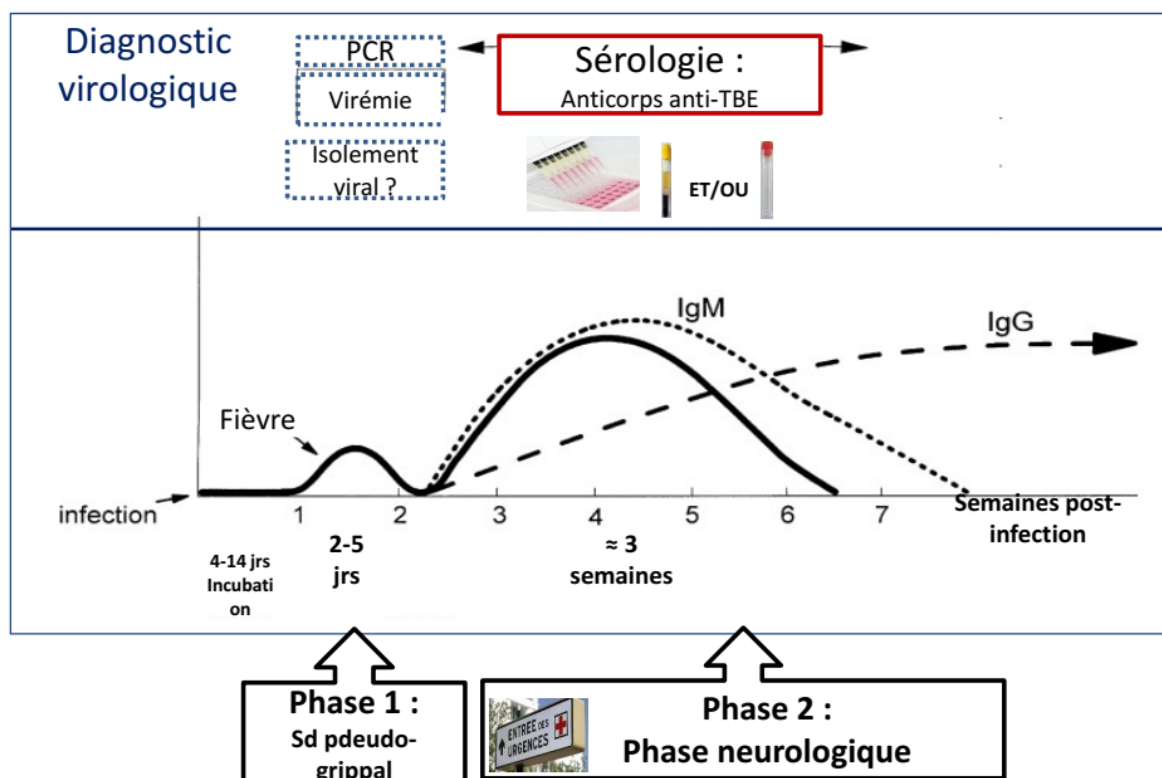 Diagnostic
virologique
PCR
Virémie
Isolement
viral ?
Sérologie :
Anticorps anti-TBE
ET/OU
IgM
IgG
Fièvre
infection
1 2 3 4 5 6 7
Semaines post-
infection
4-14 jrs
Incubati
on
2-5
jrs
≈ 3
semaines
Phase 1 :
Sd pdeudo-
grippal
ENTRÉE DES
URGENCES
Phase 2 :
Phase neurologique